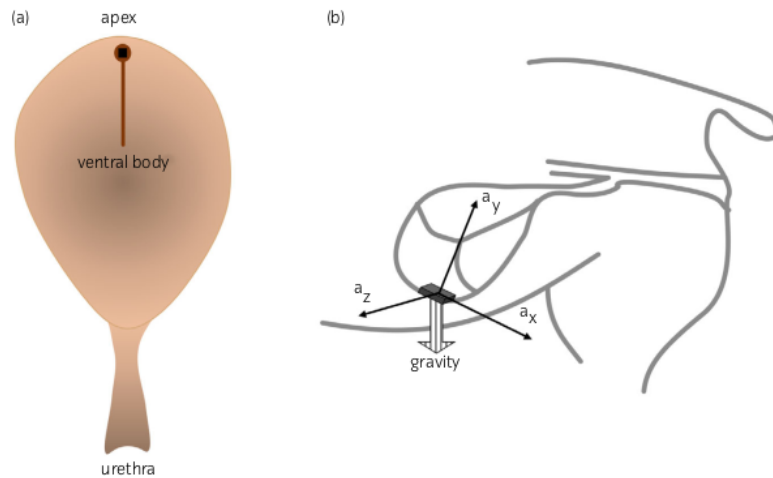 (a)
apex
ventral body
urethra
(b)
a_y
a_z
a_x
gravity